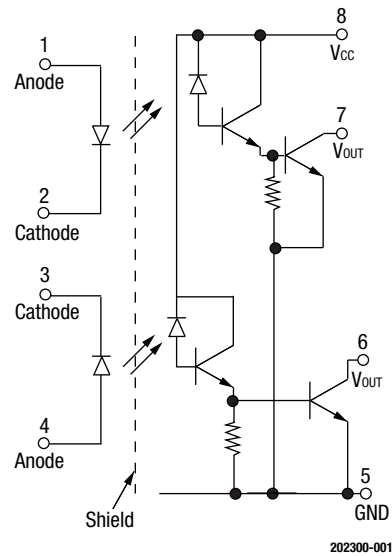 1
Anode
2
Cathode
3
Cathode
4
Anode
Shield
8
VCC
7
VOUT
6
VOUT
5
GND
202300-001